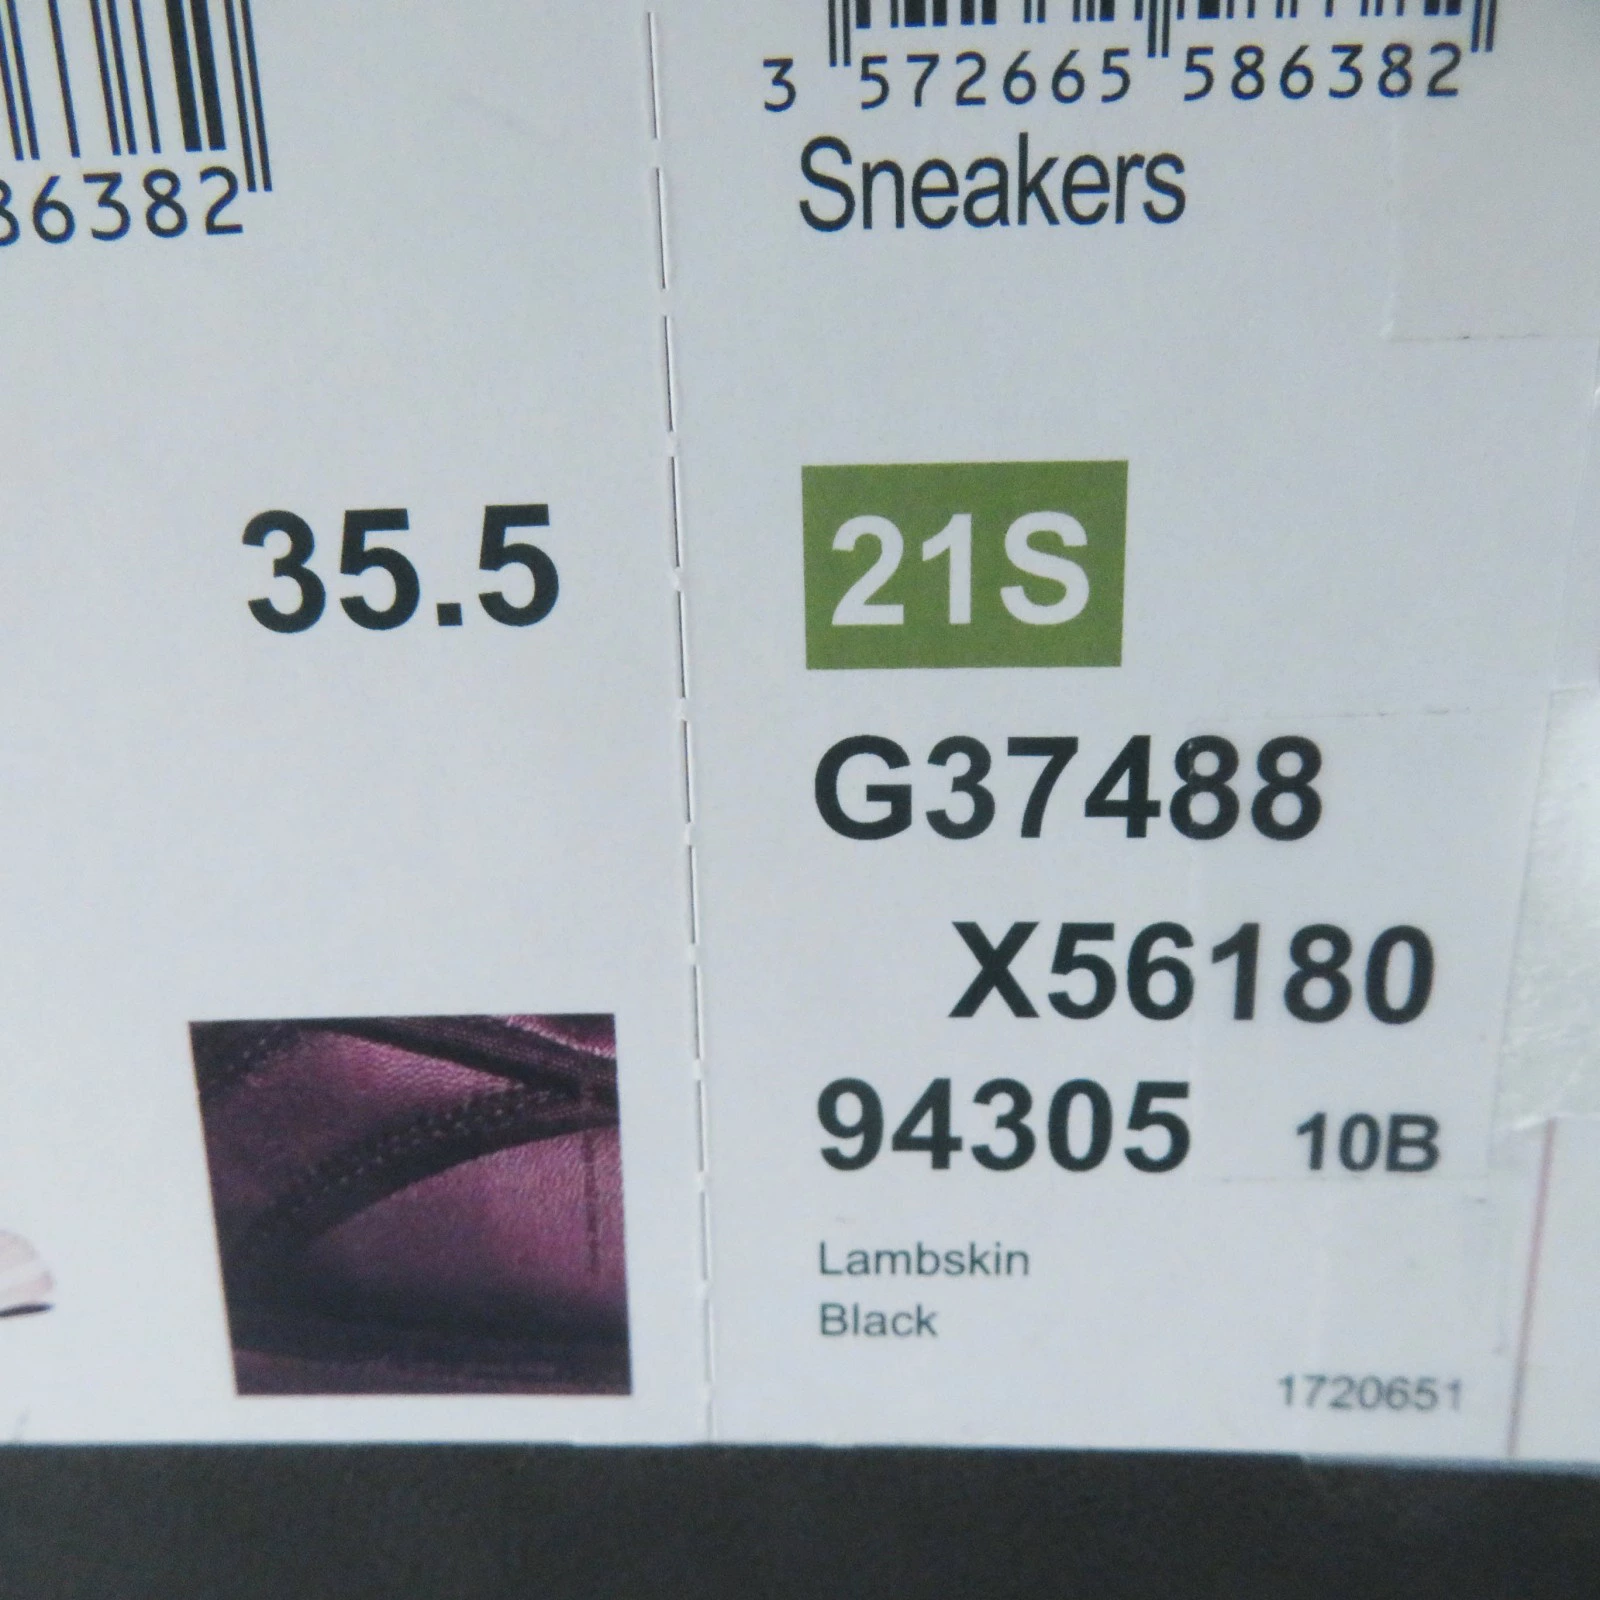 86382
35.5
3 572665 586382
Sneakers
21S
G37488
X56180
94305 10B
Lambskin
Black
1720651